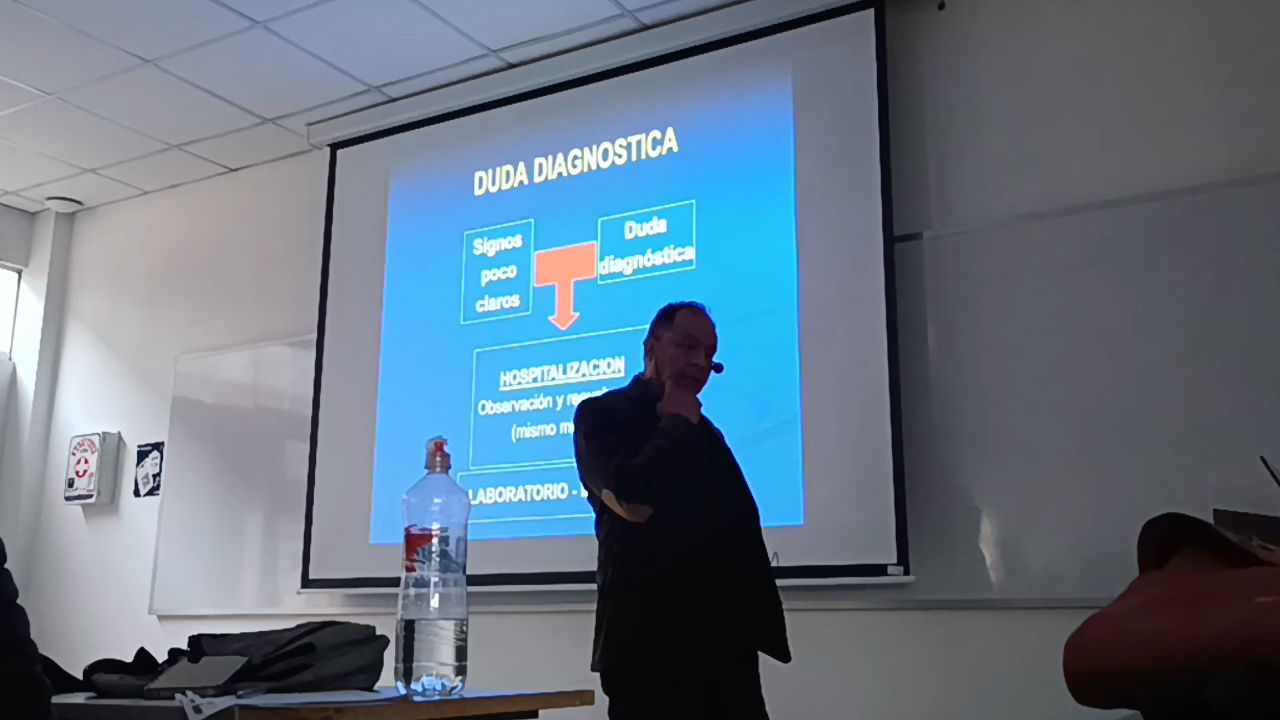 DUDA DIAGNOSTICA
Signos
poco
claros
Duda
diagnóstica
HOSPITALIZACION
Observación y
(mismo
LABORATORIO -